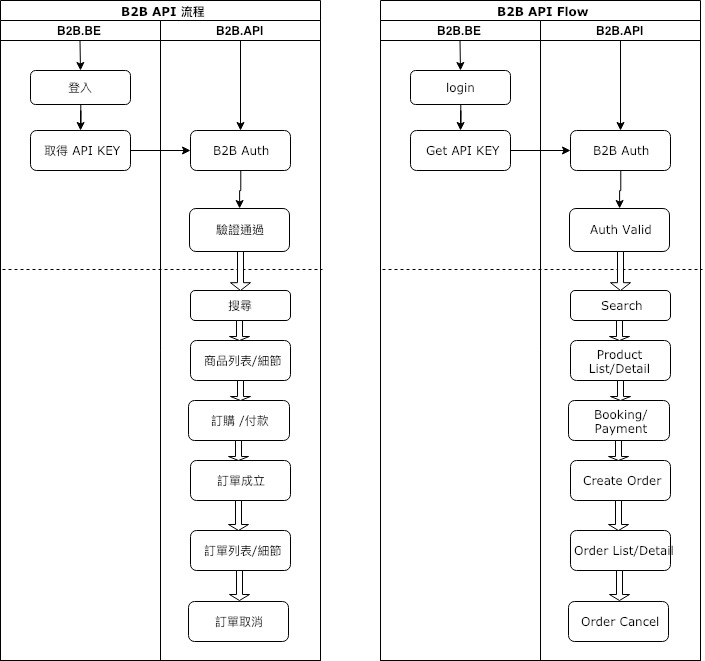 B2B API 流程
B2B.BE
B2B.API
登入
取得 API KEY
B2B Auth
驗證通過
搜尋
商品列表/細節
訂購 /付款
訂單成立
訂單列表/細節
訂單取消
B2B API Flow
B2B.BE
B2B.API
login
Get API KEY
B2B Auth
Auth Valid
Search
Product
List/Detail
Booking/
Payment
Create Order
Order List/Detail
Order Cancel